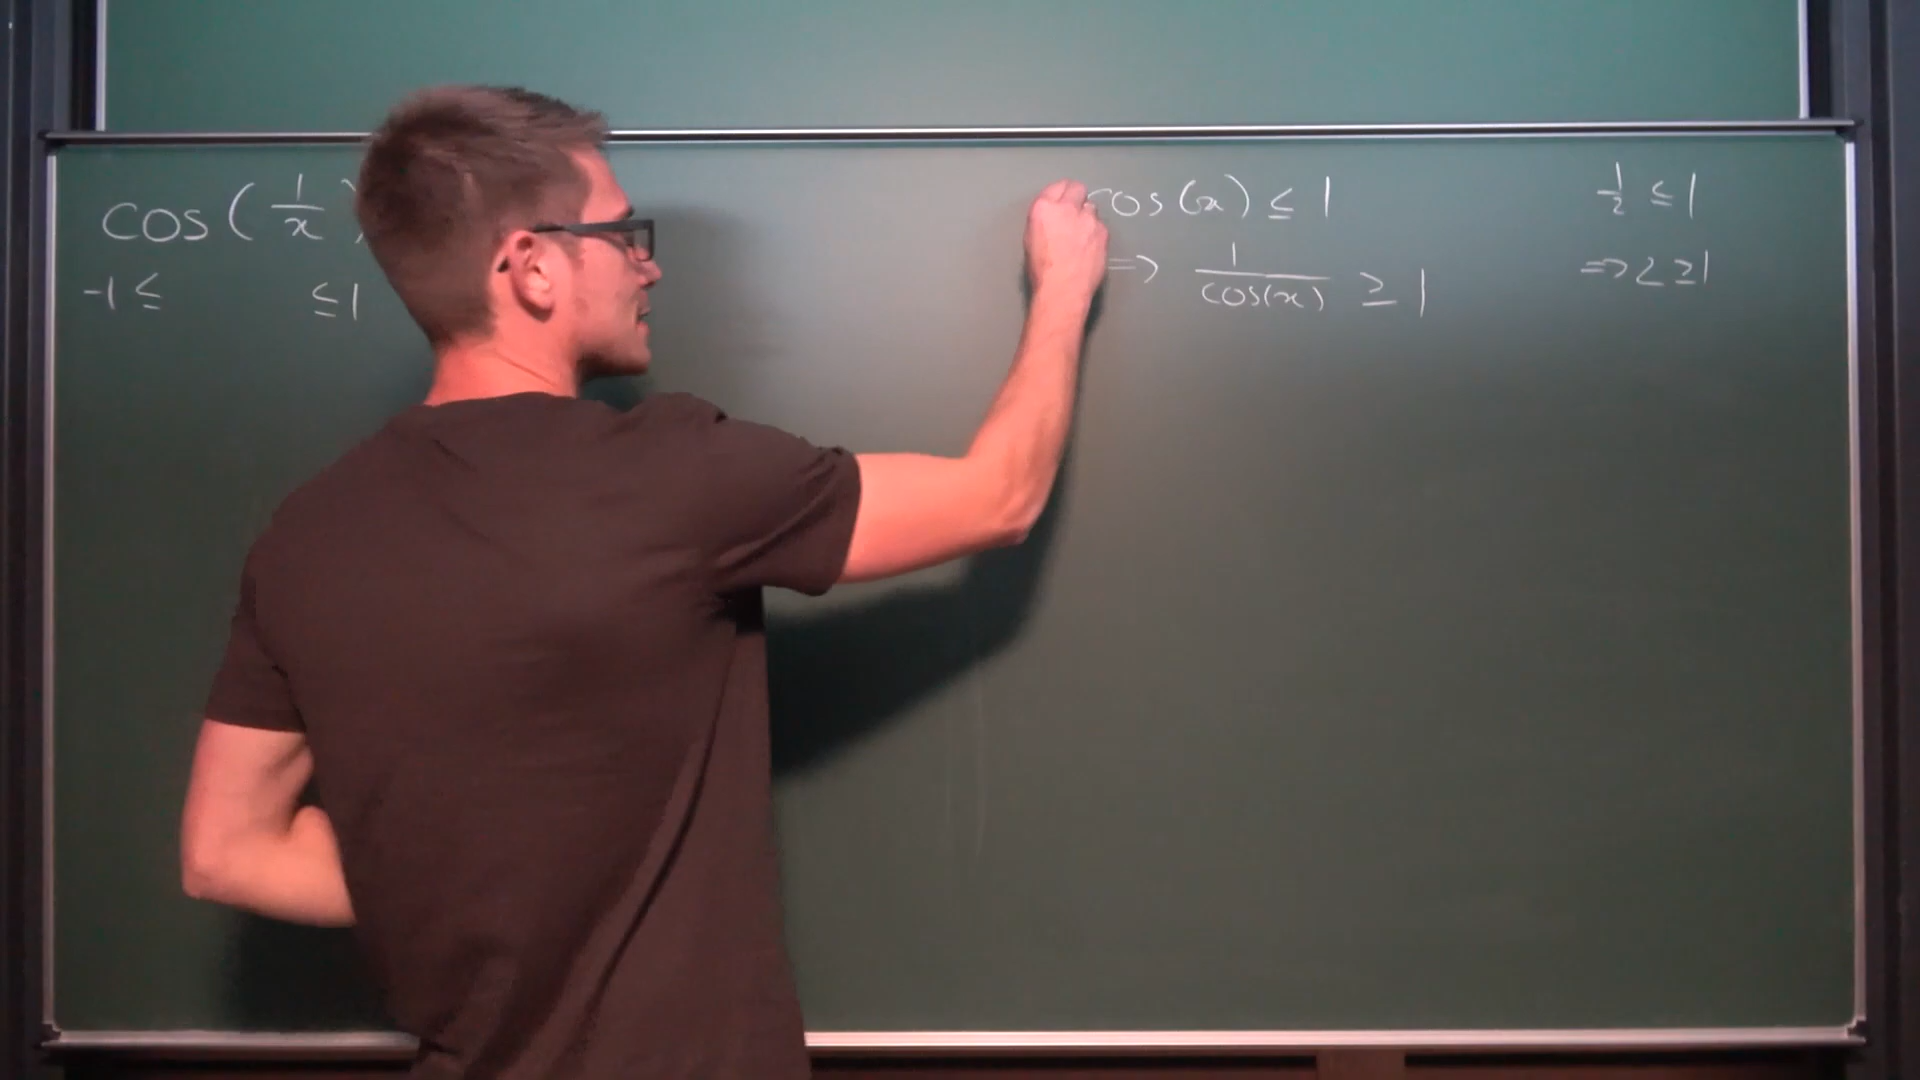 cos(1/x)
-1 ≤ ≤ 1
cos(x) ≤ 1
=> 1/cos(x) ≥ 1
1/2 ≤ 1
=> 2 ≥ 1